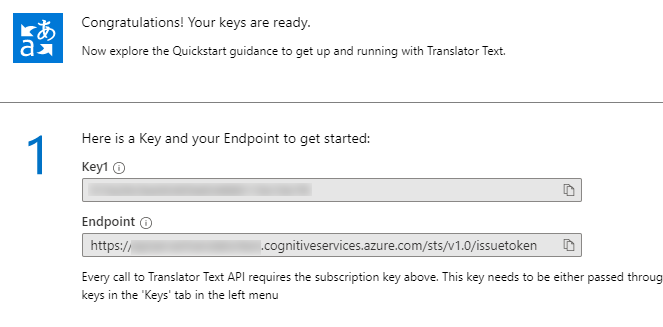 あ
a
Congratulations! Your keys are ready.
Now explore the Quickstart guidance to get up and running with Translator Text.
1
Here is a Key and your Endpoint to get started:
Key1
Endpoint
https:// .cognitiveservices.azure.com/sts/v1.0/issuetoken
Every call to Translator Text API requires the subscription key above. This key needs to be either passed throug
keys in the 'Keys' tab in the left menu